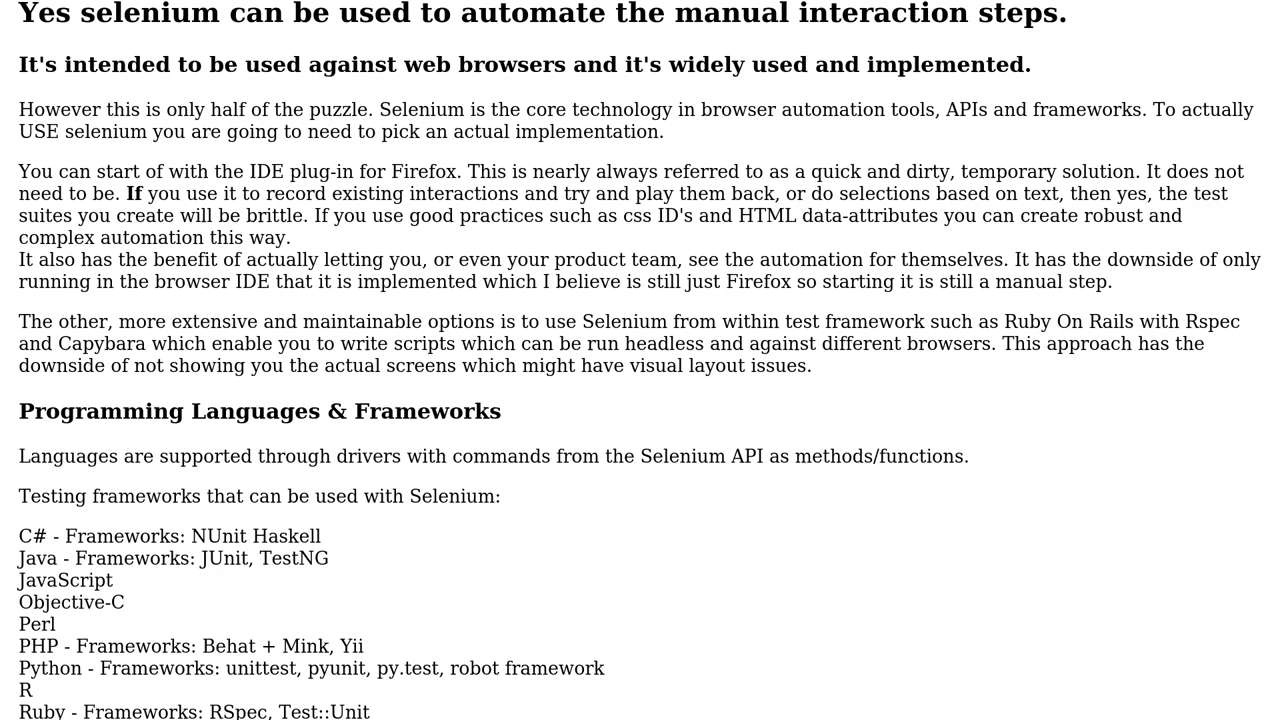 Yes selenium can be used to automate the manual interaction steps.
It's intended to be used against web browsers and it's widely used and implemented.
However this is only half of the puzzle. Selenium is the core technology in browser automation tools, APIs and frameworks. To actually
USE selenium you are going to need to pick an actual implementation.
You can start of with the IDE plug-in for Firefox. This is nearly always referred to as a quick and dirty, temporary solution. It does not
need to be. If you use it to record existing interactions and try and play them back, or do selections based on text, then yes, the test
suites you create will be brittle. If you use good practices such as css ID's and HTML data-attributes you can create robust and
complex automation this way.
It also has the benefit of actually letting you, or even your product team, see the automation for themselves. It has the downside of only
running in the browser IDE that it is implemented which I believe is still just Firefox so starting it is still a manual step.
The other, more extensive and maintainable options is to use Selenium from within test framework such as Ruby On Rails with Rspec
and Capybara which enable you to write scripts which can be run headless and against different browsers. This approach has the
downside of not showing you the actual screens which might have visual layout issues.
Programming Languages & Frameworks
Languages are supported through drivers with commands from the Selenium API as methods/functions.
Testing frameworks that can be used with Selenium:
C# - Frameworks: NUnit Haskell
Java - Frameworks: JUnit, TestNG
JavaScript
Objective-C
Perl
PHP - Frameworks: Behat + Mink, Yii
Python - Frameworks: unittest, pyunit, py.test, robot framework
R
Ruby - Frameworks: RSpec, Test::Unit